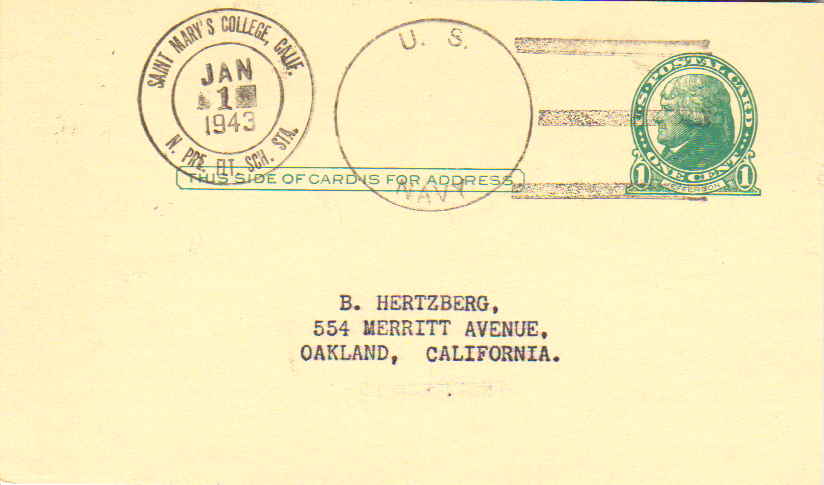 SAINT MARY'S COLLEGE, CALIF.
JAN
1
1943
N. PRE. FLT. SCH. STA.
U. S.
NAVY
U·S·POSTAL CARD
ONE CENT
1 JEFFERSON 1
THIS SIDE OF CARD IS FOR ADDRESS
B. HERTZBERG,
554 MERRITT AVENUE,
OAKLAND, CALIFORNIA.